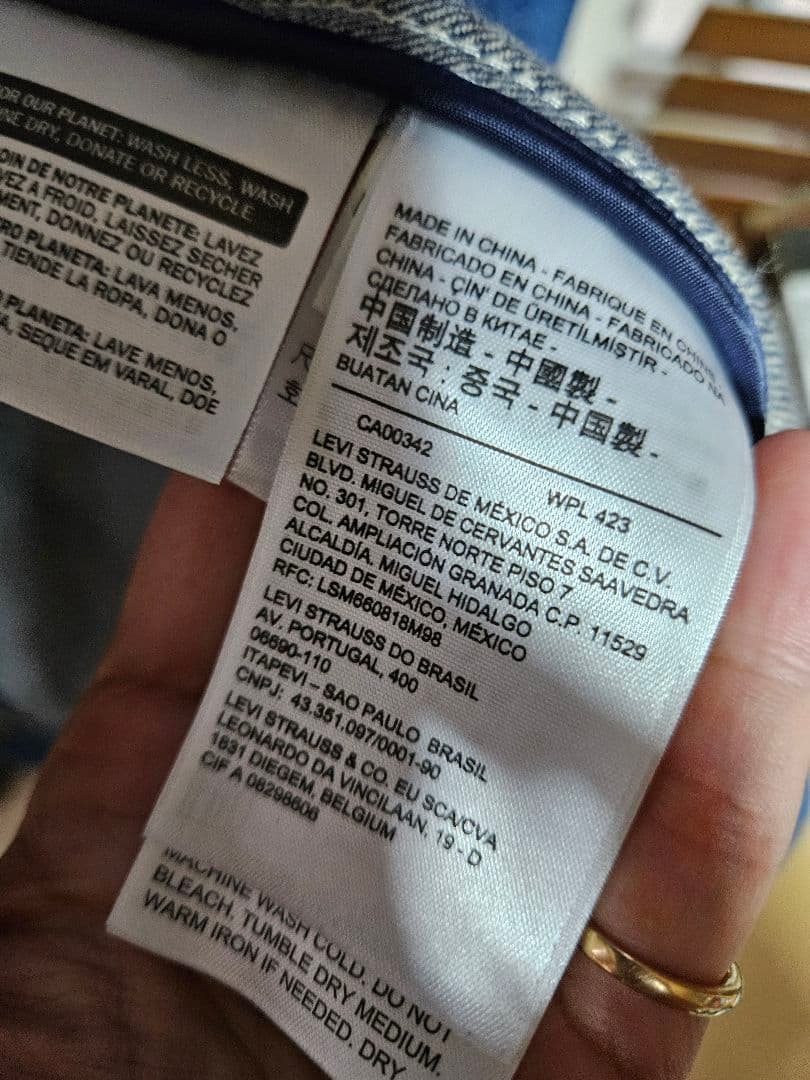 OR OUR PLANET: WASH LESS, WASH
NE DRY, DONATE OR RECYCLE
OIN DE NOTRE PLANETE: LAVEZ
VEZ A FROID, LAISSEZ SECHER
MENT, DONNEZ OU RECYCLEZ
RO PLANETA: LAVA MENOS,
TIENDE LA ROPA, DONA O
PLANETA: LAVE MENOS,
A, SEQUE EM VARAL, DOE
MADE IN CHINA - FABRIQUE EN CHINE
FABRICADO EN CHINA - FABRICADO NA
CHINA - ÇIN' DE ÜRETILMIŞTIR -
СДЕЛАНО В КИТАЕ -
中国制造 - 中國製 -
제조국 : 중국 - 中国製 -
BUATAN CINA
CA00342 WPL 423
LEVI STRAUSS DE MÉXICO S.A. DE C.V.
BLVD. MIGUEL DE CERVANTES SAAVEDRA
NO. 301, TORRE NORTE PISO 7
COL. AMPLIACIÓN GRANADA C.P. 11529
ALCALDÍA. MIGUEL HIDALGO
CIUDAD DE MÉXICO, MÉXICO
RFC: LSM660818M98
LEVI STRAUSS DO BRASIL
AV. PORTUGAL, 400
06690-110
ITAPEVI – SAO PAULO BRASIL
CNPJ: 43.351.097/0001-90
LEVI STRAUSS & CO. EU SCA/CVA
LEONARDO DA VINCILAAN, 19 - D
1831 DIEGEM, BELGIUM
CIF A 08298606
MACHINE WASH COLD. DO NOT
BLEACH. TUMBLE DRY MEDIUM.
WARM IRON IF NEEDED. DRY